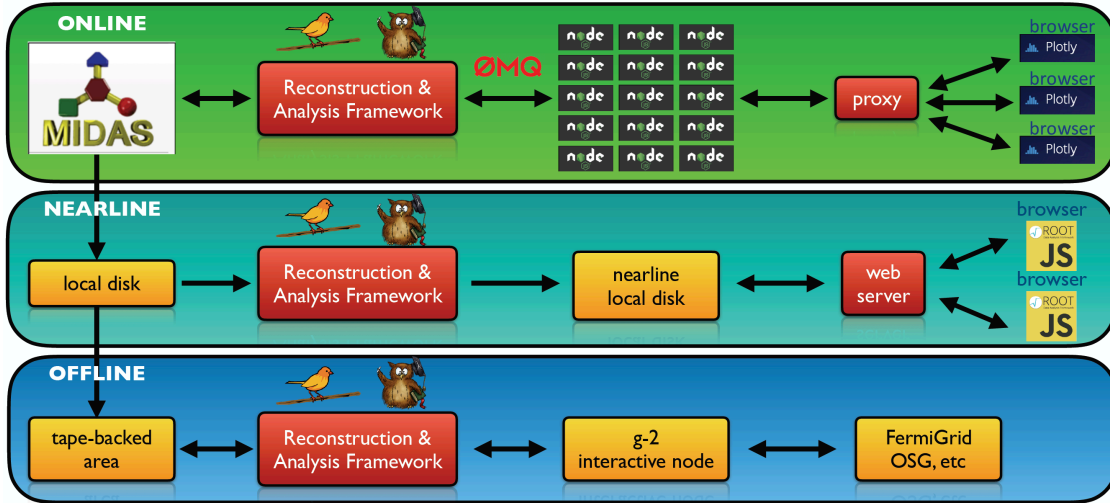 ONLINE
MIDAS
Reconstruction &
Analysis Framework
ØMQ
node node node
node node node
node node node
node node node
node node node
proxy
browser
Plotly
browser
Plotly
browser
Plotly
NEARLINE
local disk
Reconstruction &
Analysis Framework
nearline
local disk
web
server
browser
ROOT
JS
browser
ROOT
JS
OFFLINE
tape-backed
area
Reconstruction &
Analysis Framework
g-2
interactive node
FermiGrid
OSG, etc